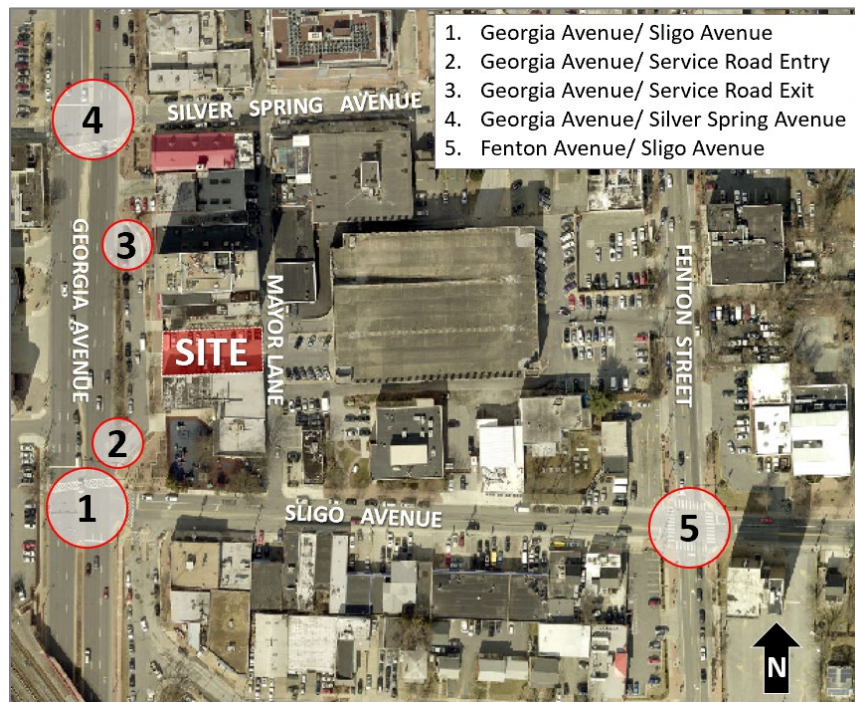 1. Georgia Avenue/ Sligo Avenue
2. Georgia Avenue/ Service Road Entry
3. Georgia Avenue/ Service Road Exit
4. Georgia Avenue/ Silver Spring Avenue
5. Fenton Avenue/ Sligo Avenue
4
SILVER SPRING AVENUE
3
GEORGIA AVENUE
MAYOR LANE
FENTON STREET
SITE
2
1
SLIGO AVENUE
5
N